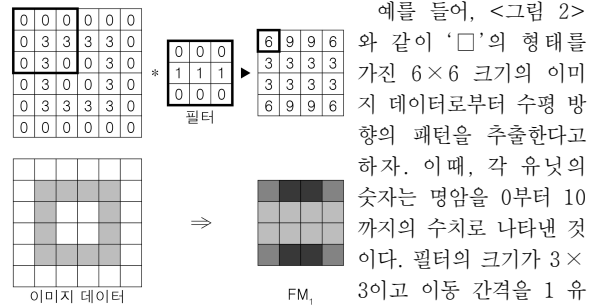 0 0 0 0 0 0
0 3 3 3 3 0
0 3 0 0 3 0
0 3 0 0 3 0
0 3 3 3 3 0
0 0 0 0 0 0
*
0 0 0
1 1 1
0 0 0
필터
▶
6 9 9 6
3 3 3 3
3 3 3 3
6 9 9 6
이미지 데이터
⇒
FM₁
예를 들어, <그림 2>
와 같이 ‘□’의 형태를
가진 6×6 크기의 이미
지 데이터로부터 수평 방
향의 패턴을 추출한다고
하자. 이때, 각 유닛의
숫자는 명암을 0부터 10
까지의 수치로 나타낸 것
이다. 필터의 크기가 3×
3이고 이동 간격을 1 유